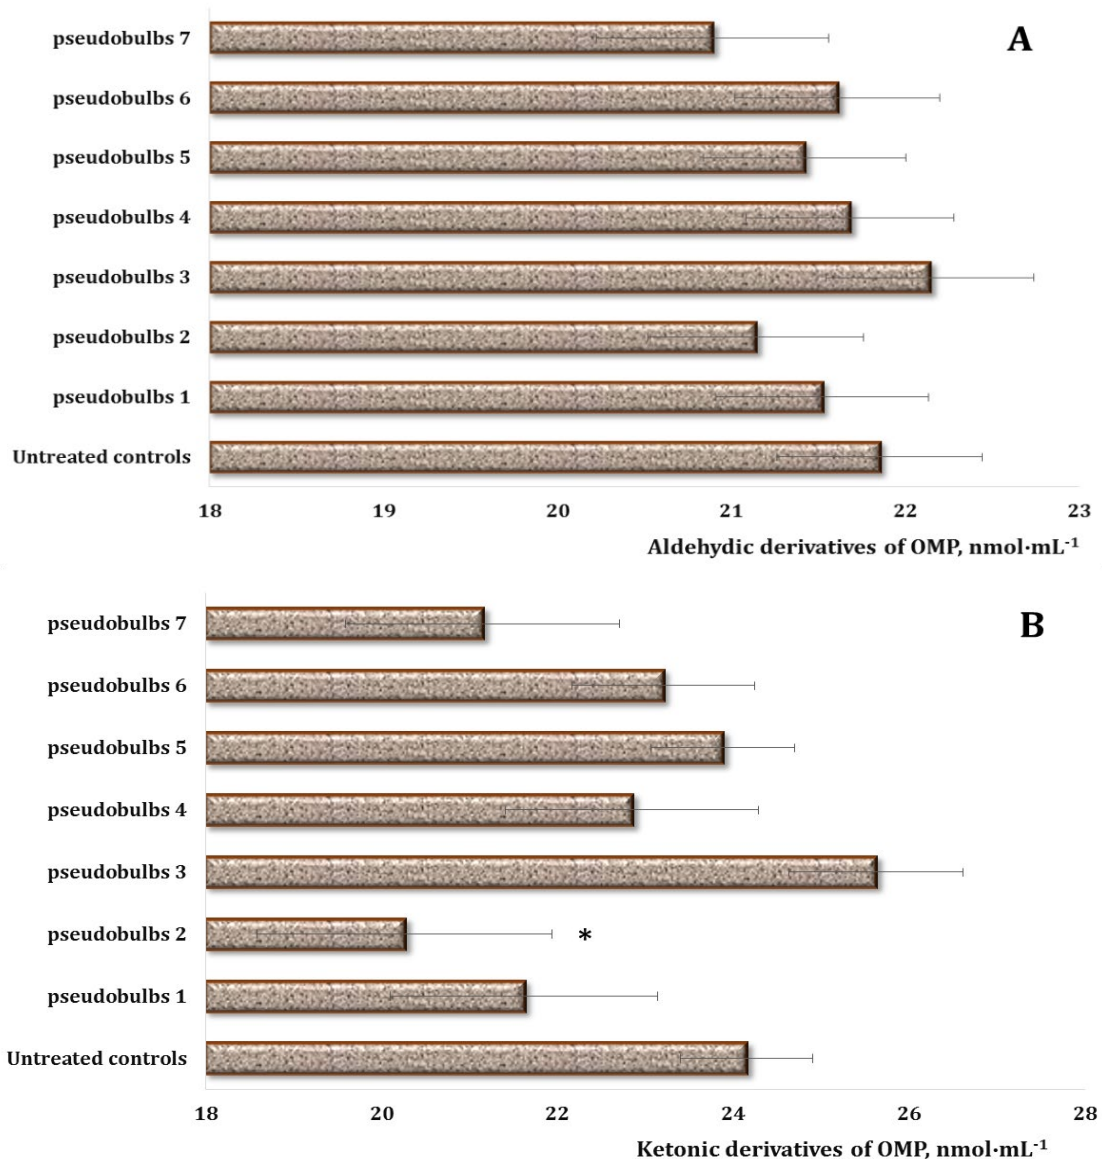 A
pseudobulbs 7
pseudobulbs 6
pseudobulbs 5
pseudobulbs 4
pseudobulbs 3
pseudobulbs 2
pseudobulbs 1
Untreated controls
18 19 20 21 22 23
Aldehydic derivatives of OMP, nmol·mL⁻¹
B
pseudobulbs 7
pseudobulbs 6
pseudobulbs 5
pseudobulbs 4
pseudobulbs 3
pseudobulbs 2 *
pseudobulbs 1
Untreated controls
18 20 22 24 26 28
Ketonic derivatives of OMP, nmol·mL⁻¹